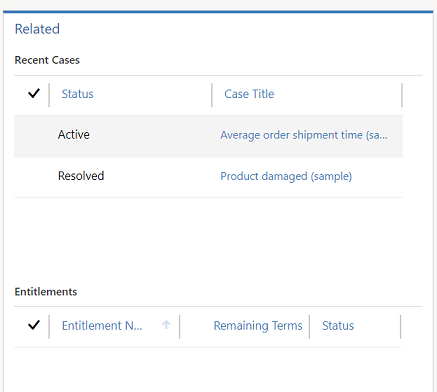 Related
Recent Cases
Status Case Title
Active Average order shipment time (sa...
Resolved Product damaged (sample)
Entitlements
Entitlement N... Remaining Terms Status